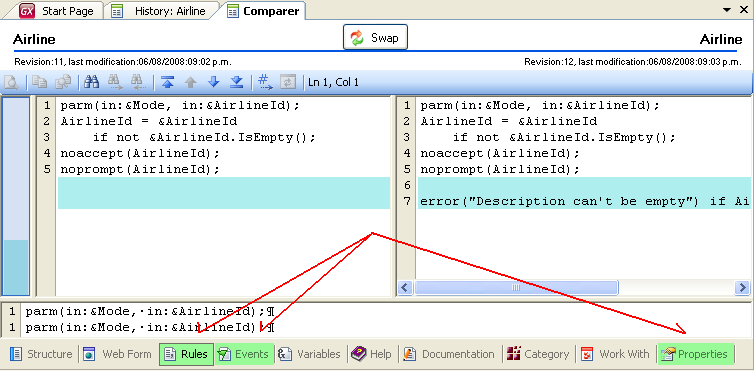 GX Start Page History: Airline Comparer
Airline Swap Airline
Revision:11, last modification:06/08/2008:09:02 p.m. Revision:12, last modification:06/08/2008:09:03 p.m.
Ln 1, Col 1
1 parm(in:&Mode, in:&AirlineId);
2 AirlineId = &AirlineId
3 if not &AirlineId.IsEmpty();
4 noaccept(AirlineId);
5 noprompt(AirlineId);
1 parm(in:&Mode, in:&AirlineId);
2 AirlineId = &AirlineId
3 if not &AirlineId.IsEmpty();
4 noaccept(AirlineId);
5 noprompt(AirlineId);
6
7 error("Description can't be empty") if Ai
1 parm(in:&Mode,·in:&AirlineId);¶
1 parm(in:&Mode,·in:&AirlineId);¶
Structure Web Form Rules Events Variables Help Documentation Category Work With Properties